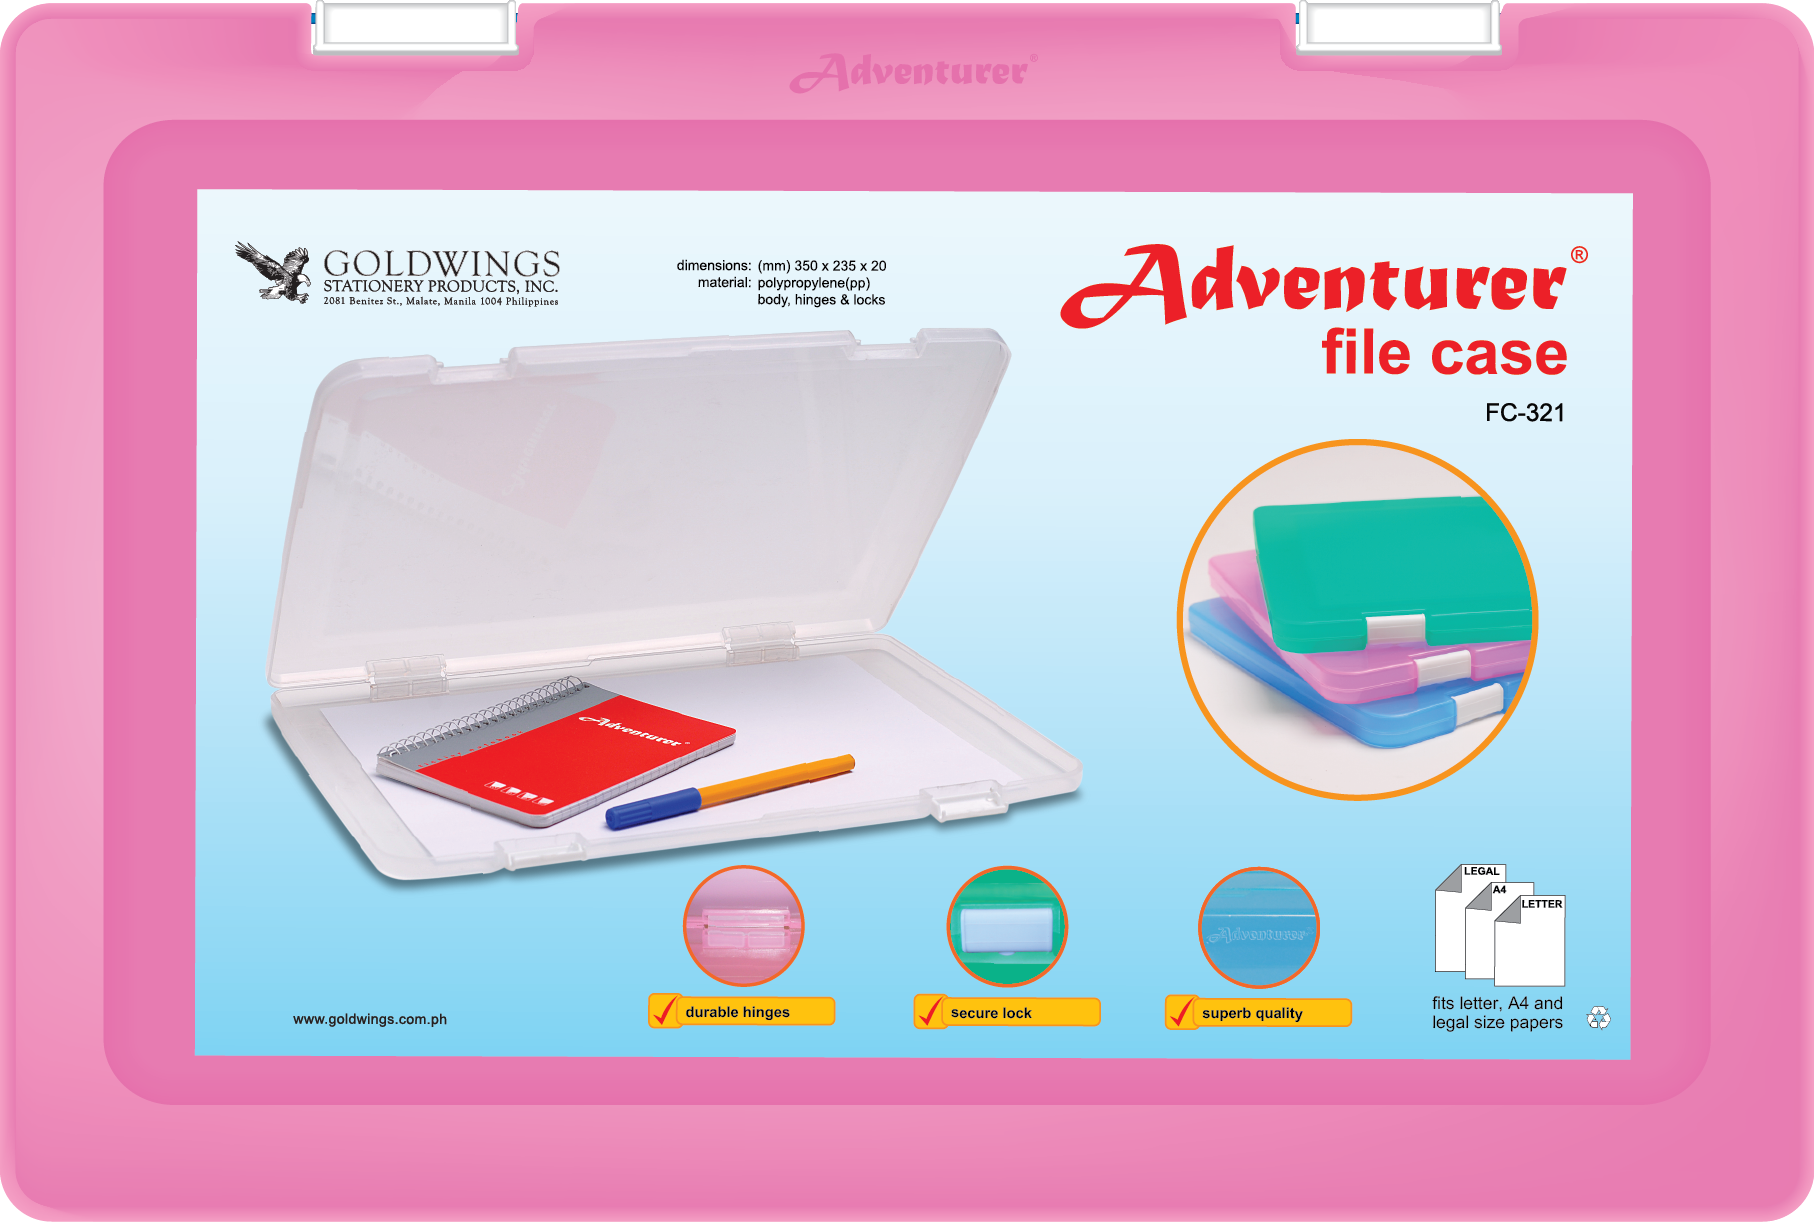 Adventurer®
GOLDWINGS
STATIONERY PRODUCTS, INC.
2081 Benitez St., Malate, Manila 1004 Philippines
dimensions: (mm) 350 x 235 x 20
material: polypropylene(pp)
body, hinges & locks
Adventurer®
file case
FC-321
Adventurer
Adventurer®
Adventurer
LEGAL
A4
LETTER
durable hinges
secure lock
superb quality
fits letter, A4 and
legal size papers
www.goldwings.com.ph